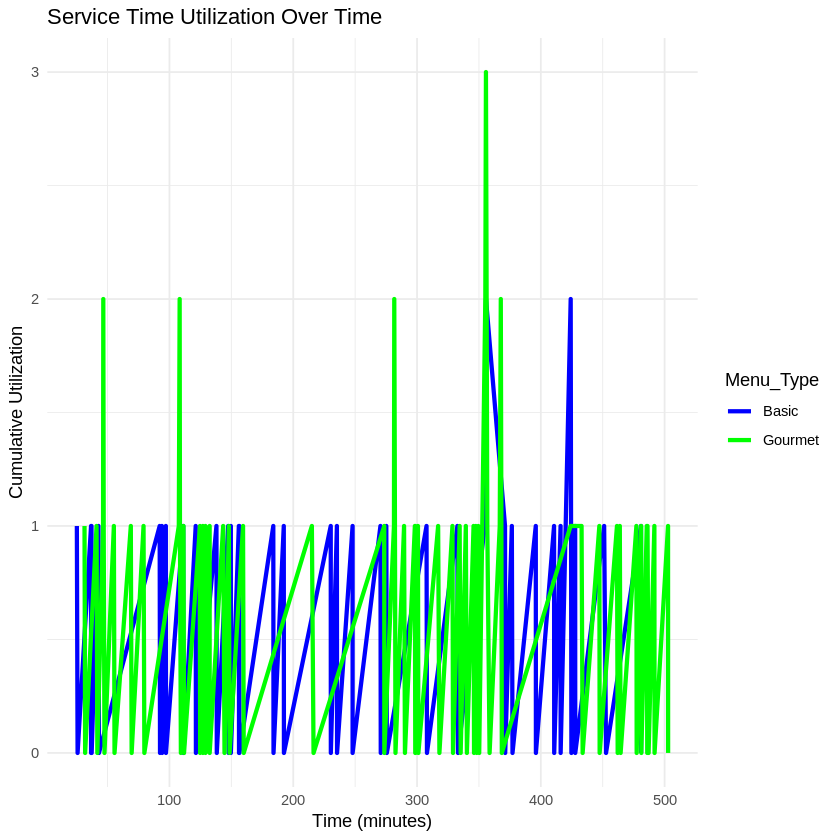 Service Time Utilization Over Time
3
2
1
0
Cumulative Utilization
100 200 300 400 500
Time (minutes)
Menu_Type
Basic
Gourmet